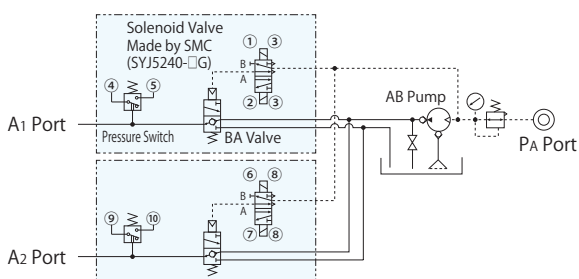 Solenoid Valve
Made by SMC
(SYJ5240-□G)
① ③
B
A
② ③
④ ⑤
A1 Port
Pressure Switch
BA Valve
AB Pump
PA Port
⑥ ⑧
B
A
⑦ ⑧
⑨ ⑩
A2 Port